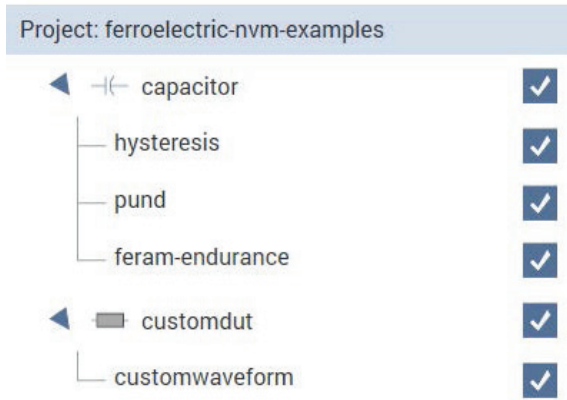 Project: ferroelectric-nvm-examples
capacitor
hysteresis
pund
feram-endurance
customdut
customwaveform